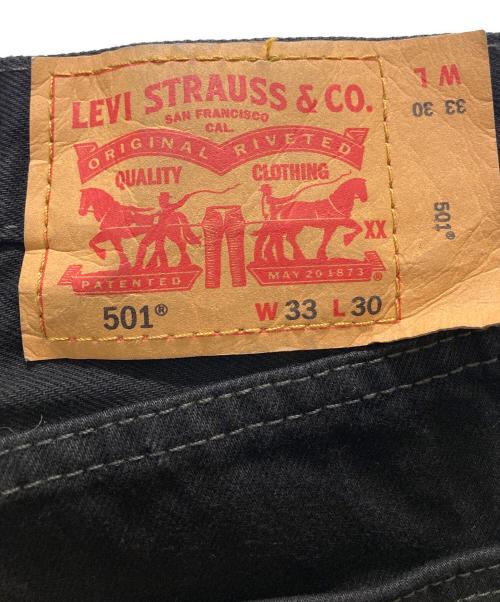 LEVI STRAUSS & CO.
SAN FRANCISCO
CAL.
ORIGINAL RIVETED
QUALITY CLOTHING
XX
PATENTED MAY 20 1873 ®
501® W 33 L 30
W L
33 30
501®